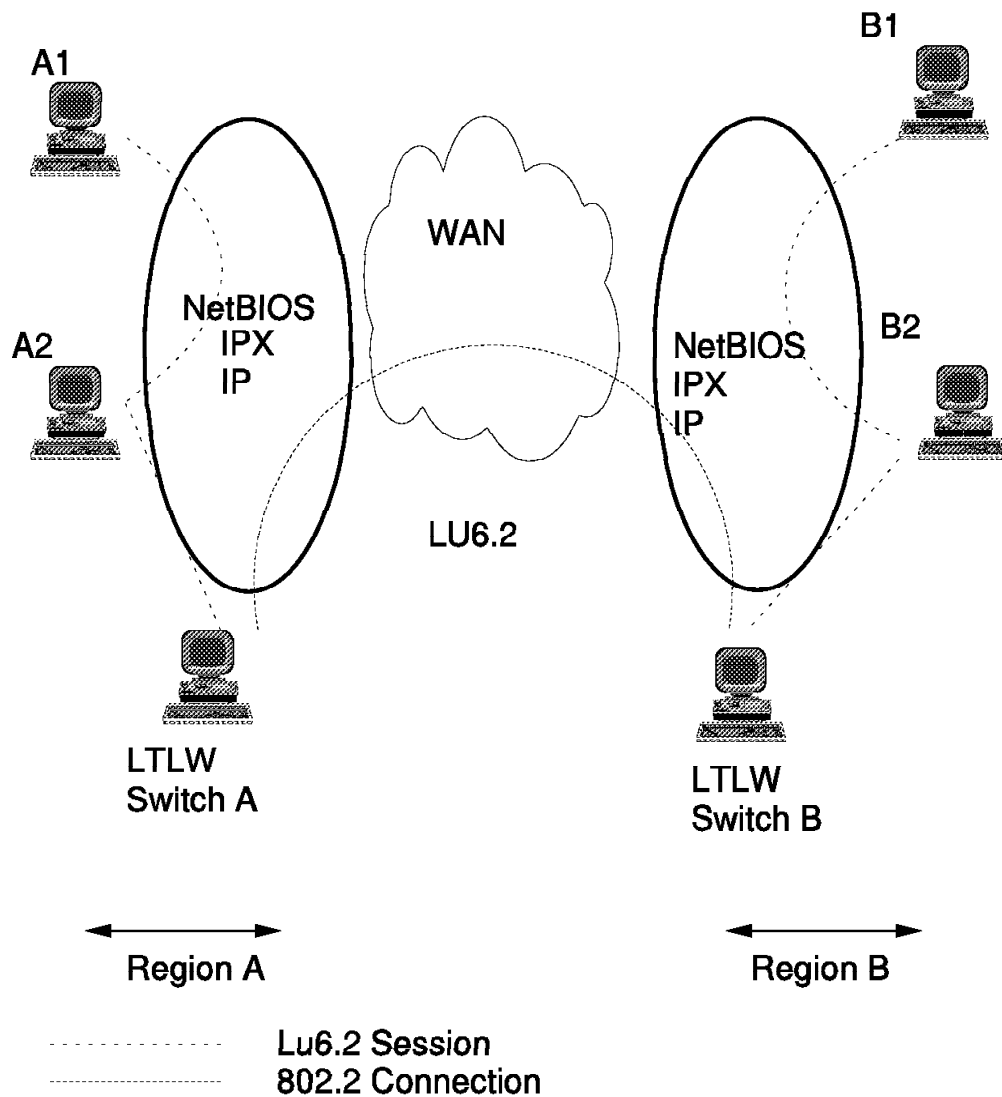 B1
A1
WAN
NetBIOS
IPX
IP
A2
B2
NetBIOS
IPX
IP
LU6.2
LTLW
Switch A
LTLW
Switch B
Region A
Region B
Lu6.2 Session
802.2 Connection